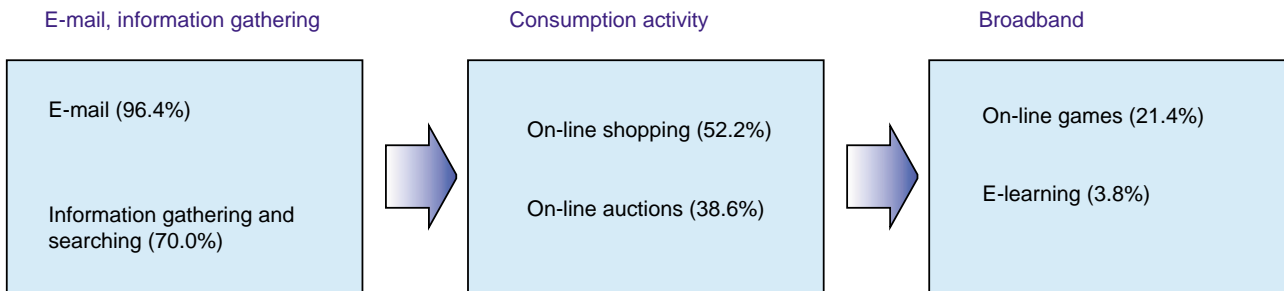 E-mail, information gathering
Consumption activity
Broadband
E-mail (96.4%)
Information gathering and
searching (70.0%)
On-line shopping (52.2%)
On-line auctions (38.6%)
On-line games (21.4%)
E-learning (3.8%)